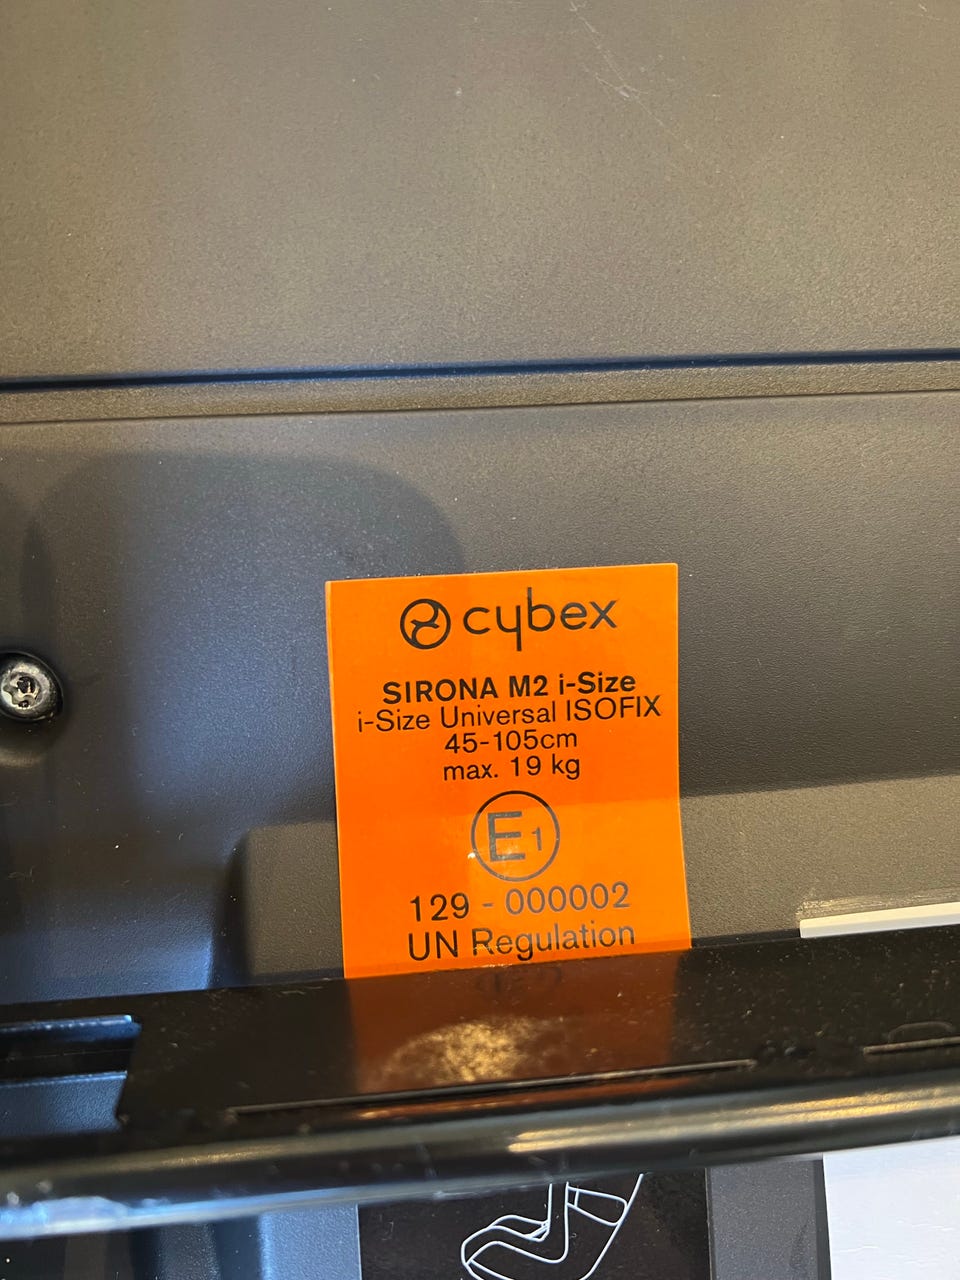 cybex
SIRONA M2 i-Size
i-Size Universal ISOFIX
45-105cm
max. 19 kg
E1
129 - 000002
UN Regulation